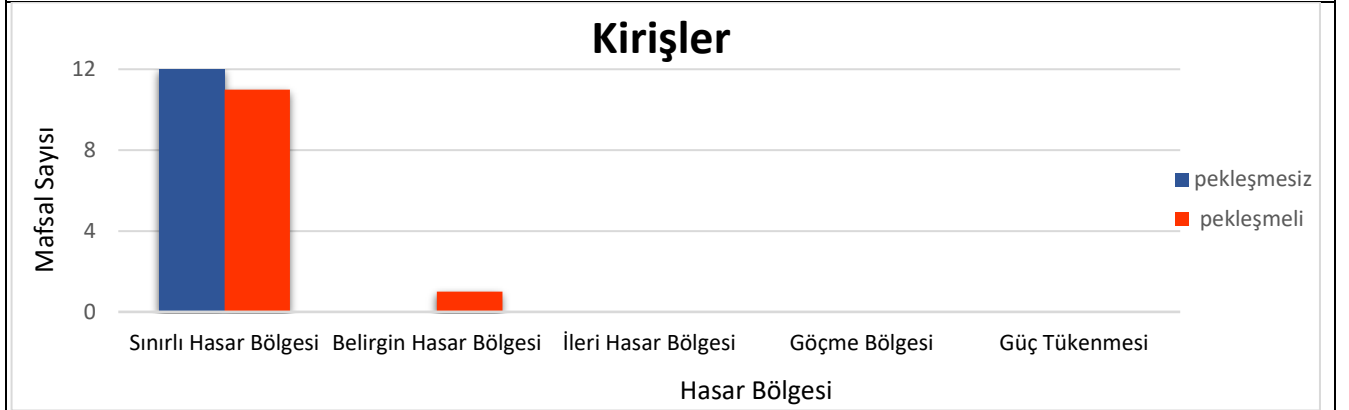 Kirişler
12
8
4
0
Mafsal Sayısı
Sınırlı Hasar Bölgesi Belirgin Hasar Bölgesi İleri Hasar Bölgesi Göçme Bölgesi Güç Tükenmesi
Hasar Bölgesi
pekleşmesiz
pekleşmeli